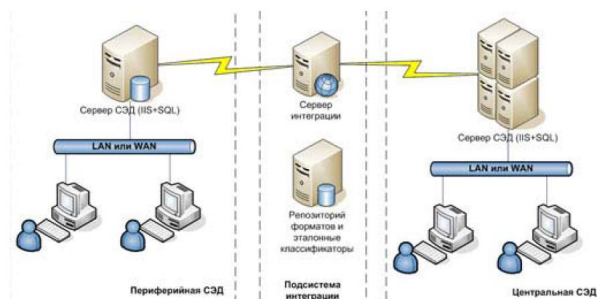 Сервер СЭД (IIS+SQL)
LAN или WAN
Периферийная СЭД
Сервер
интеграции
Репозиторий
форматов и
эталонные
классификаторы
Подсистема
интеграции
Сервер СЭД (IIS+SQL)
LAN или WAN
Центральная СЭД